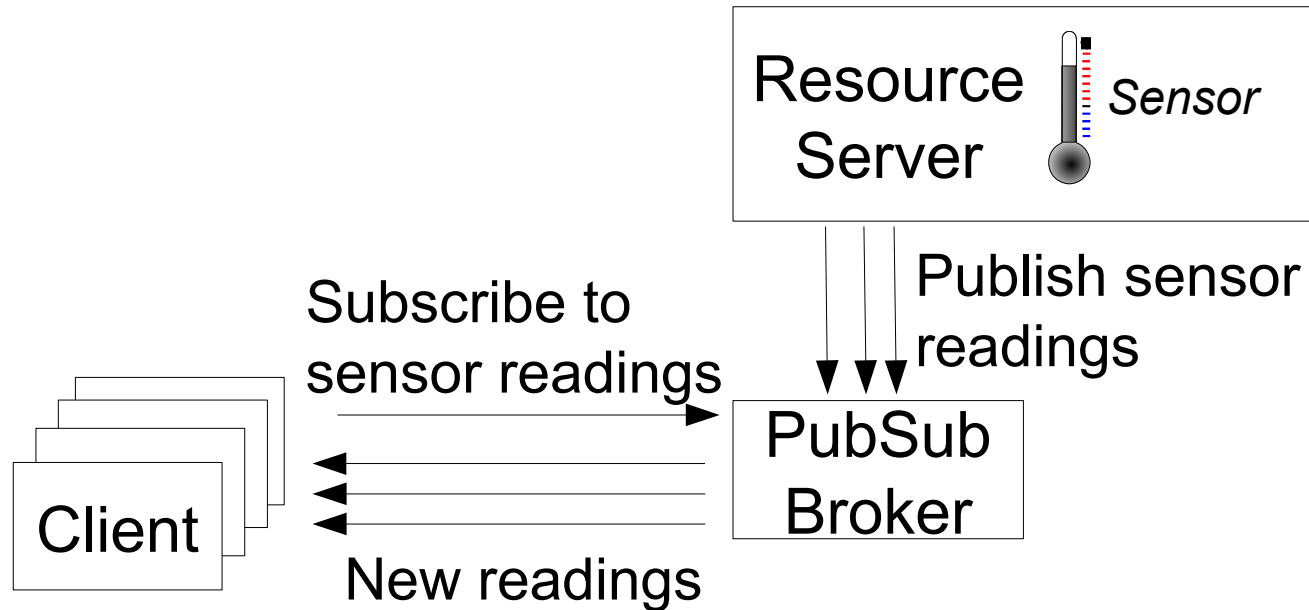 Resource
Server
Sensor
Publish sensor
readings
Subscribe to
sensor readings
PubSub
Broker
Client
New readings